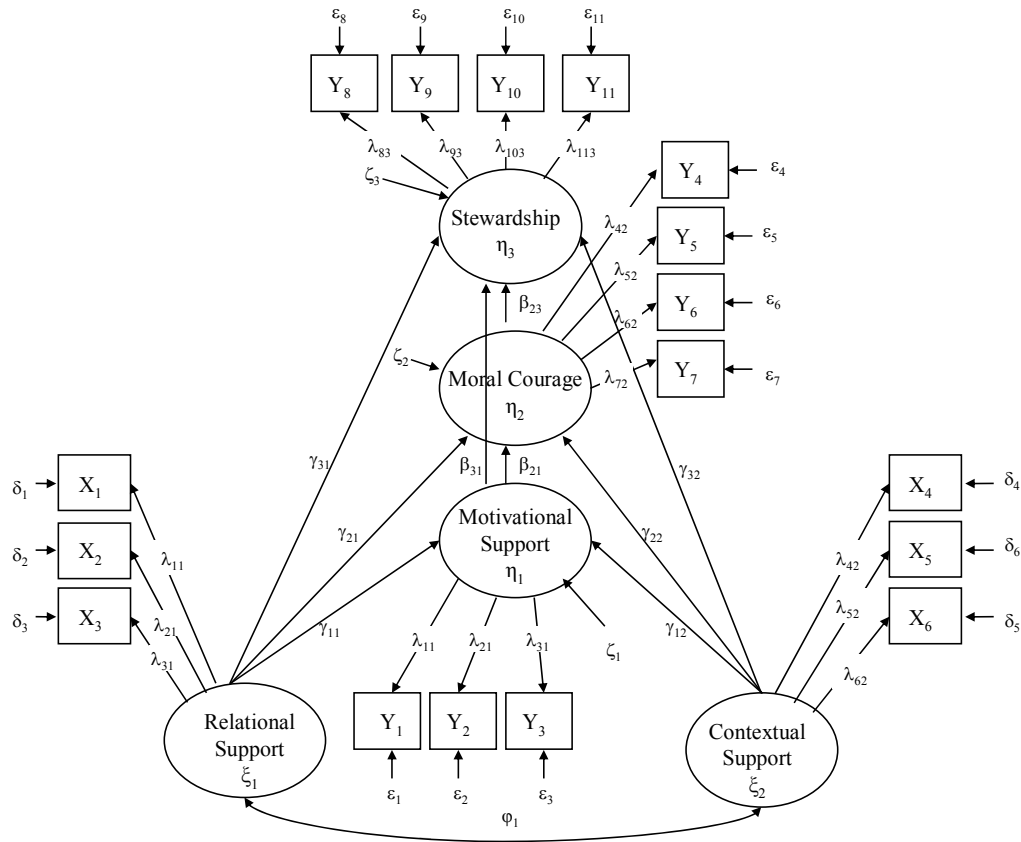 ε8 ε9 ε10 ε11
Y8 Y9 Y10 Y11
λ83 λ93 λ103 λ113
ζ3
Stewardship
η3
Y4 ε4
λ42
Y5 ε5
λ52
Y6 ε6
λ62
Y7 ε7
λ72
β23
ζ2
Moral Courage
η2
γ31 β31 β21 γ32
δ1 X1
δ2 X2
δ3 X3
λ11
λ21
λ31
γ21
Motivational
Support
η1
γ22
X4 δ4
X5 δ6
X6 δ5
λ42
λ52
λ62
γ11
λ11 λ21 λ31
ζ1
γ12
Relational
Support
ξ1
Y1 Y2 Y3
ε1 ε2 ε3
Contextual
Support
ξ2
φ1